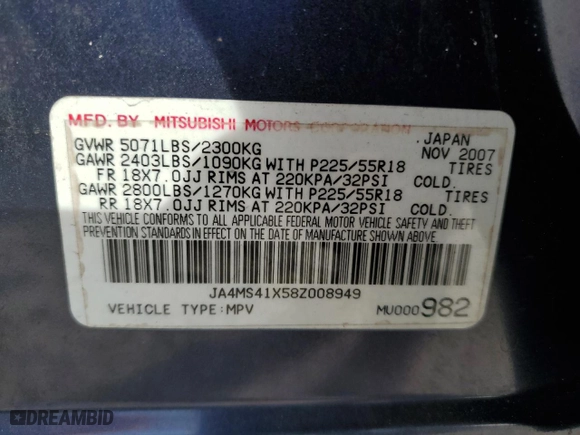 MFD. BY MITSUBISHI MOTORS CORPORATION JAPAN
GVWR 5071LBS/2300KG NOV 2007
GAWR 2403LBS/1090KG WITH P225/55R18 TIRES
FR 18X7.0JJ RIMS AT 220KPA/32PSI COLD.
GAWR 2800LBS/1270KG WITH P225/55R18 TIRES
RR 18X7.0JJ RIMS AT 220KPA/32PSI COLD.
THIS VEHICLE CONFORMS TO ALL APPLICABLE FEDERAL MOTOR VEHICLE SAFETY AND
THEFT PREVENTION STANDARDS IN EFFECT ON THE DATE OF MANUFACTURE SHOWN ABOVE.
JA4MS41X58Z008949
VEHICLE TYPE:MPV MU000982
DREAMBID